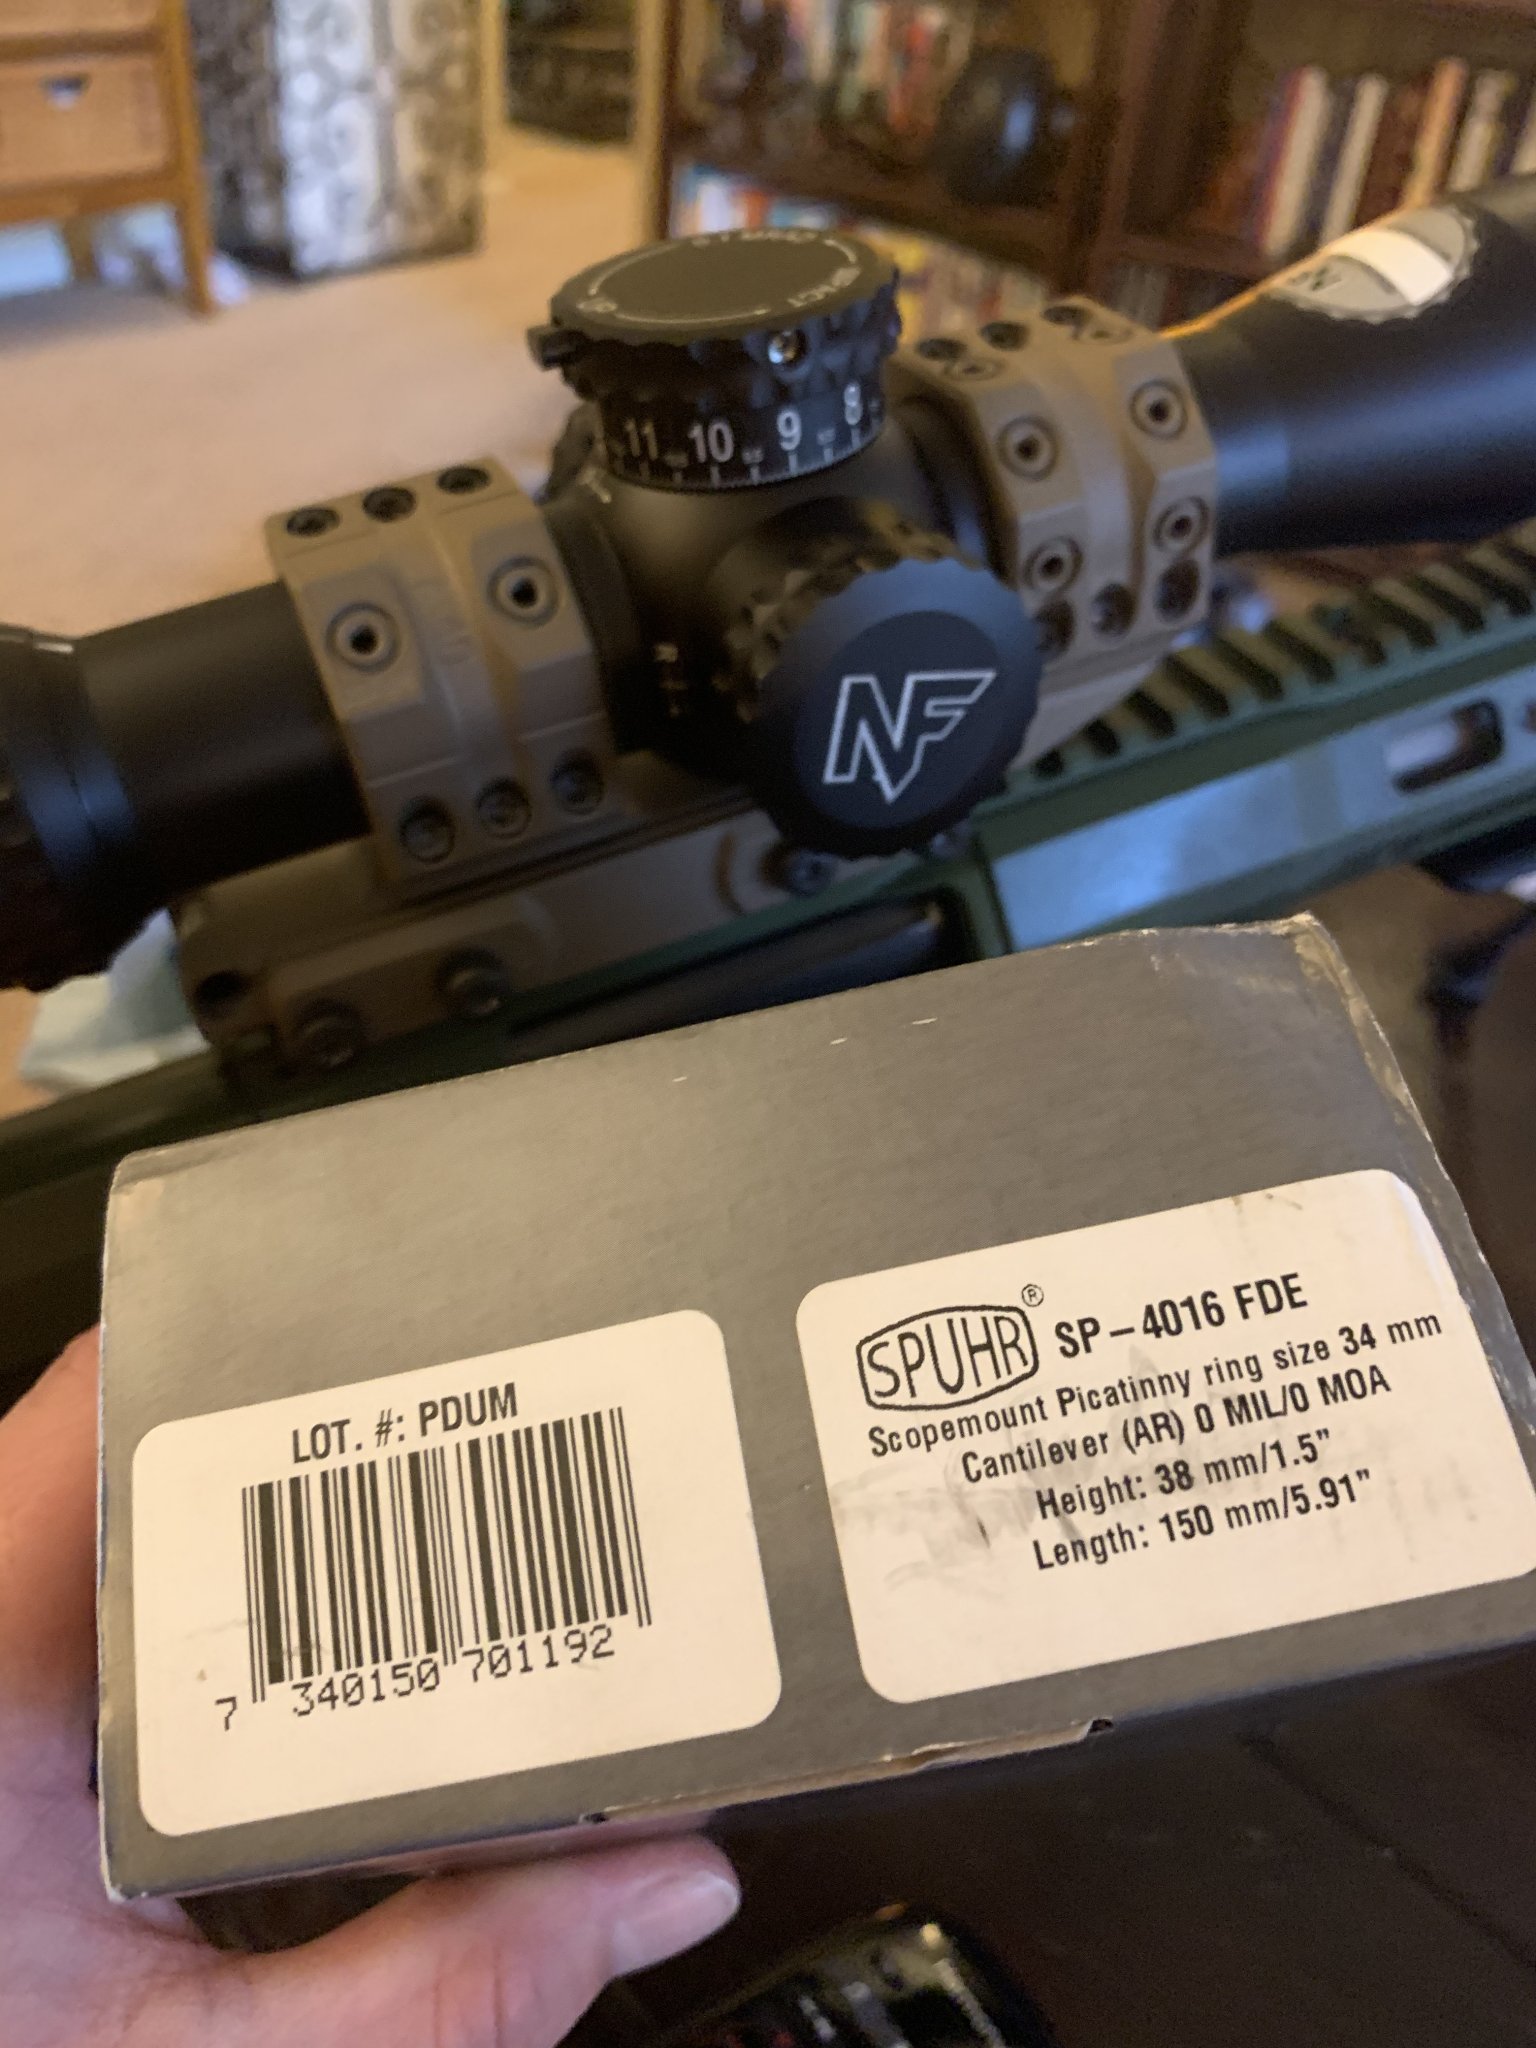 11 10 9 8
NF
LOT. #: PDUM
7 340150 701192
SPUHR® SP-4016 FDE
Scopemount Picatinny ring size 34 mm
Cantilever (AR) 0 MIL/0 MOA
Height: 38 mm/1.5"
Length: 150 mm/5.91"